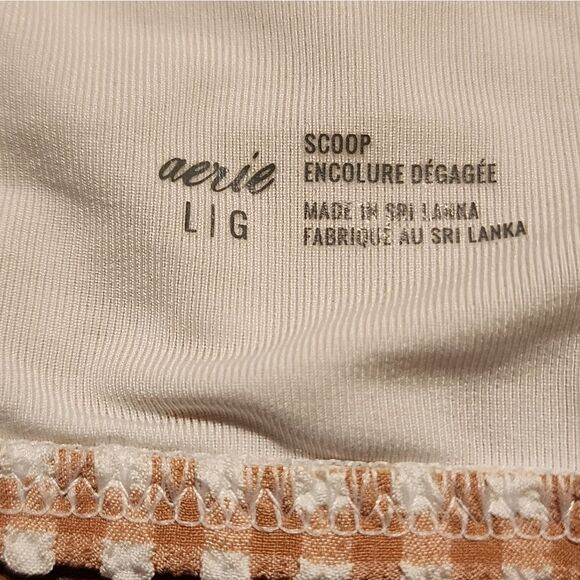 aerie
L|G
SCOOP
ENCOLURE DÉGAGÉE
MADE IN SRI LANKA
FABRIQUÉ AU SRI LANKA